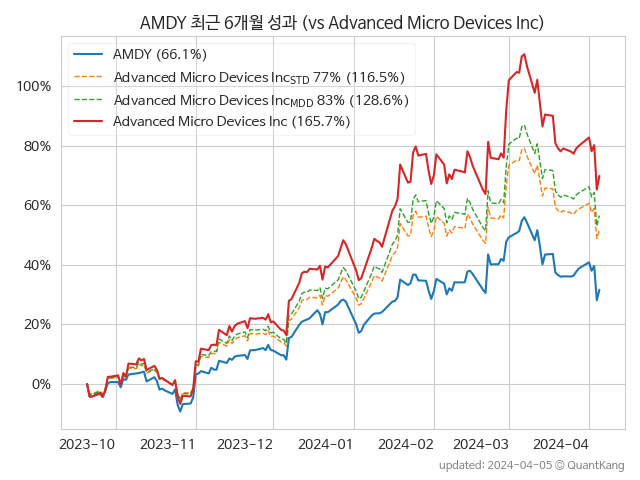 AMDY 최근 6개월 성과 (vs Advanced Micro Devices Inc)
AMDY (66.1%)
Advanced Micro Devices IncSTD 77% (116.5%)
Advanced Micro Devices IncMDD 83% (128.6%)
Advanced Micro Devices Inc (165.7%)
100%
80%
60%
40%
20%
0%
2023−10 2023−11 2023−12 2024−01 2024−02 2024−03 2024−04
updated: 2024-04-05 © QuantKang